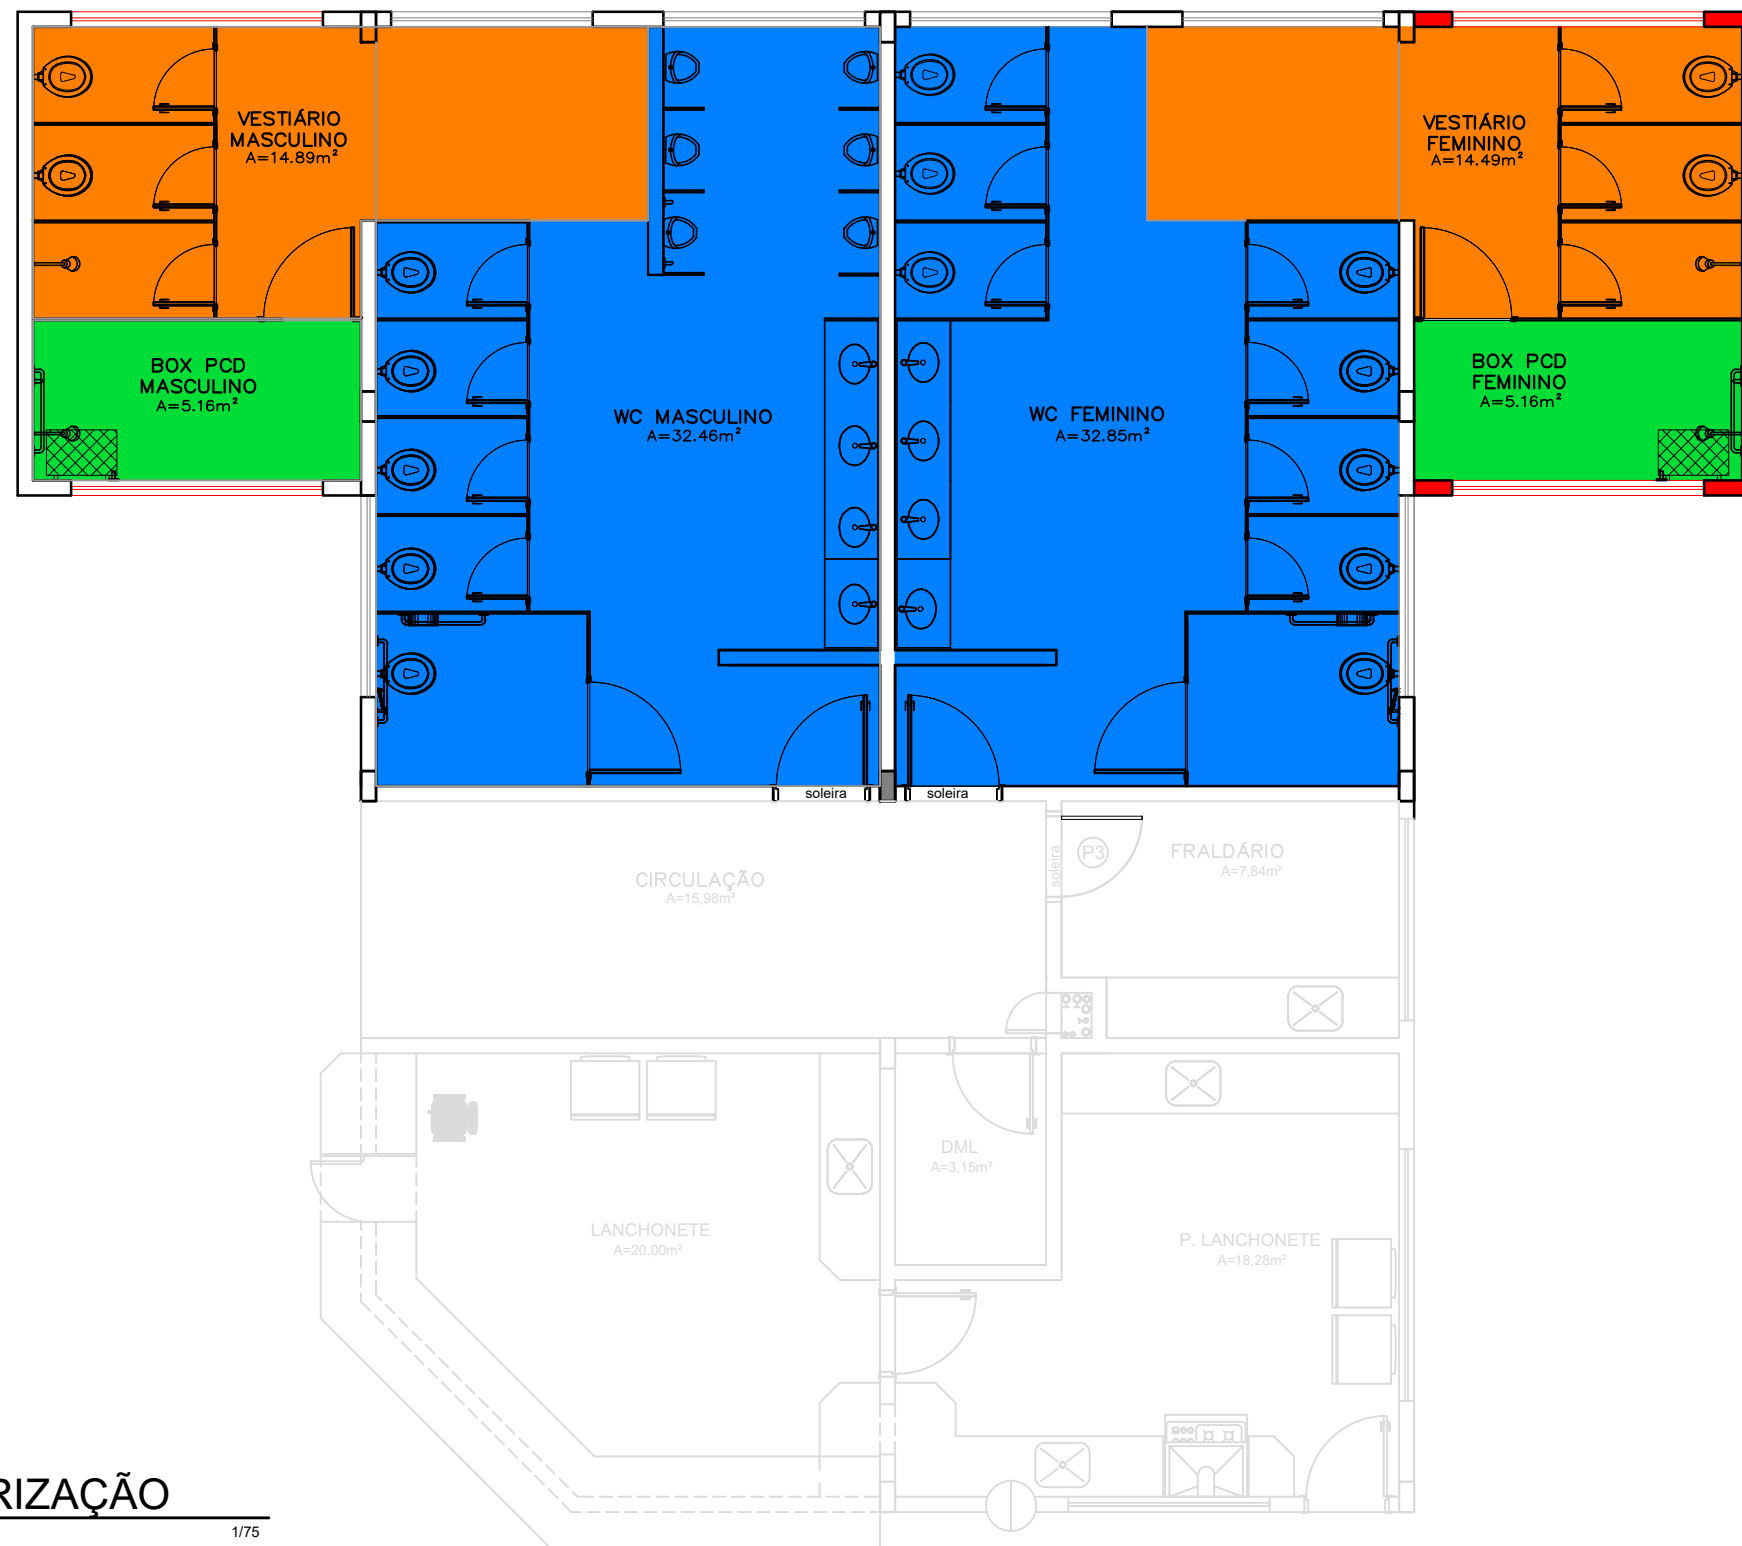 VESTIÁRIO
MASCULINO
A=14.89m²
VESTIÁRIO
FEMININO
A=14.49m²
BOX PCD
MASCULINO
A=5.16m²
BOX PCD
FEMININO
A=5.16m²
WC MASCULINO
A=32.46m²
WC FEMININO
A=32.85m²
soleira
soleira
soleira
P3
FRALDÁRIO
A=7,84m²
CIRCULAÇÃO
A=15,98m²
DML
A=3,15m²
LANCHONETE
A=20,00m²
P. LANCHONETE
A=18,28m²
RIZAÇÃO
1/75